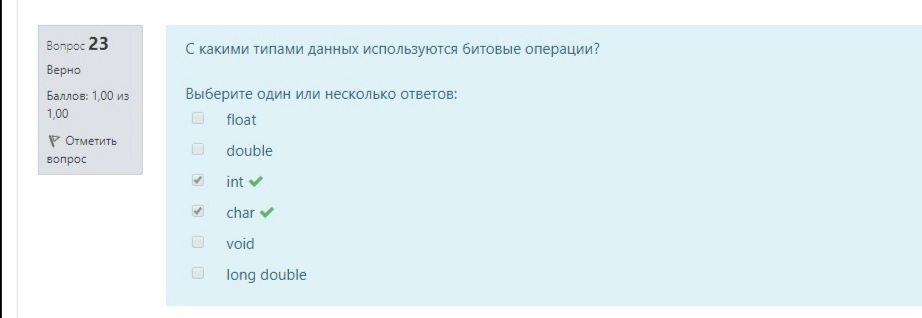 Вопрос 23
Верно
Баллов: 1,00 из
1,00
Отметить
вопрос
С какими типами данных используются битовые операции?
Выберите один или несколько ответов:
float
double
int
char
void
long double